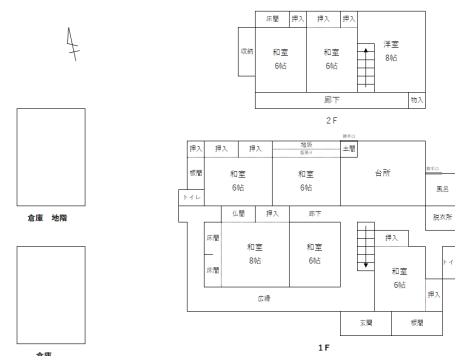 床間 押入 押入 押入
収納
和室
6帖
和室
6帖
洋室
8帖
廊下 物入
2F
勝手口
押入 押入 押入 土間
台所
板間
和室
6帖
和室
6帖
風呂
トイレ
脱衣所
仏間 押入 廊下
床間
和室
8帖
和室
6帖
押入
床間
和室
6帖
押入
広縁
玄関 板間
1F
倉庫 地階
倉庫